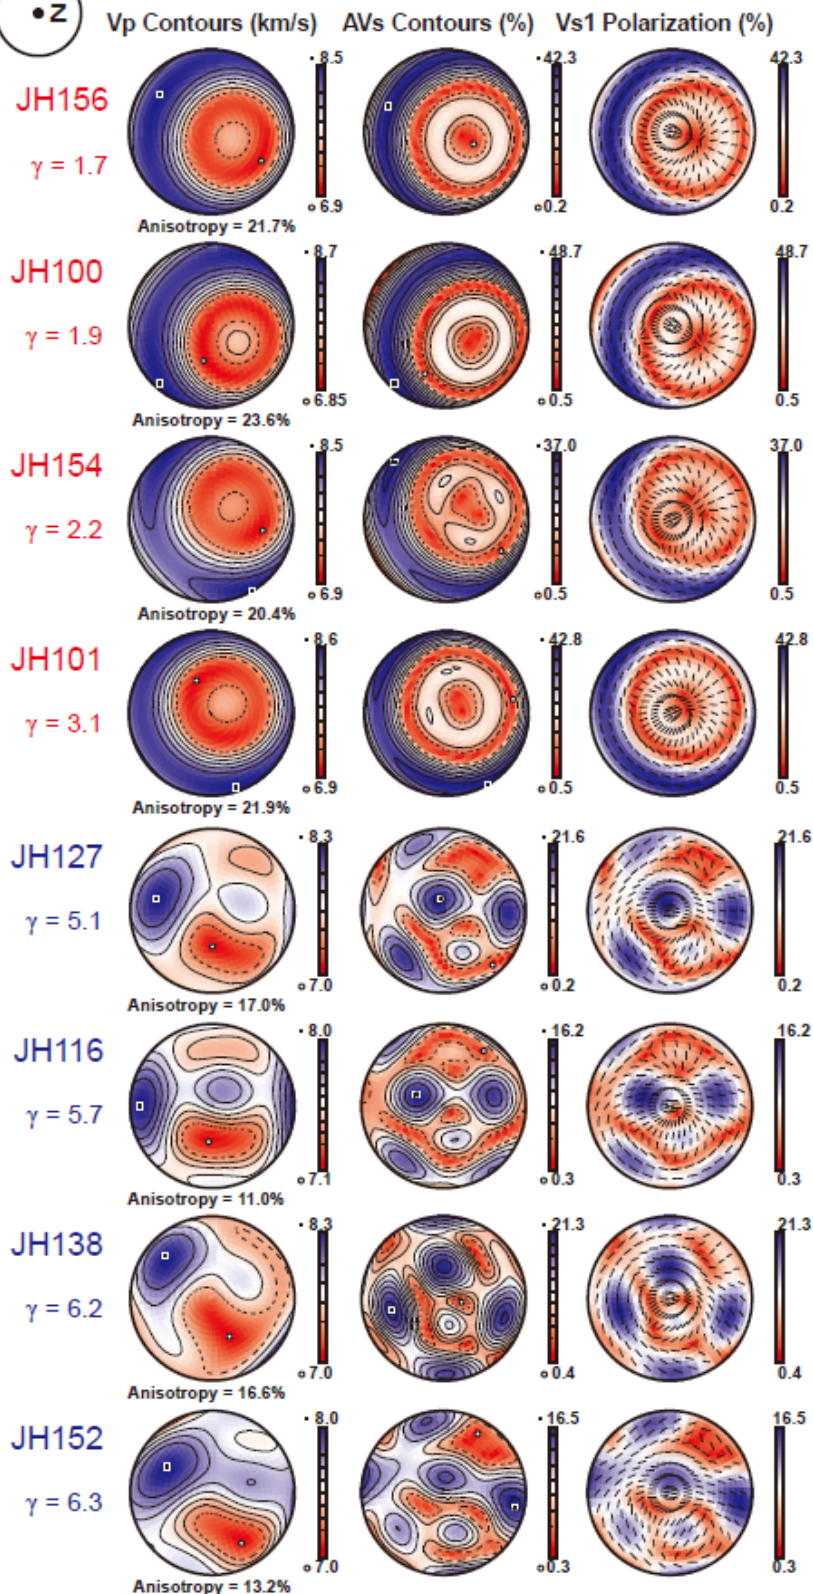 z
Vp Contours (km/s) AVs Contours (%) Vs1 Polarization (%)
JH156
γ = 1.7
8.5
6.9
Anisotropy = 21.7%
42.3
0.2
42.3
0.2
JH100
γ = 1.9
8.7
6.85
Anisotropy = 23.6%
48.7
0.5
48.7
0.5
JH154
γ = 2.2
8.5
6.9
Anisotropy = 20.4%
37.0
0.5
37.0
0.5
JH101
γ = 3.1
8.6
6.9
Anisotropy = 21.9%
42.8
0.5
42.8
0.5
JH127
γ = 5.1
8.3
7.0
Anisotropy = 17.0%
21.6
0.2
21.6
0.2
JH116
γ = 5.7
8.0
7.1
Anisotropy = 11.0%
16.2
0.3
16.2
0.3
JH138
γ = 6.2
8.3
7.0
Anisotropy = 16.6%
21.3
0.4
21.3
0.4
JH152
γ = 6.3
8.0
7.0
Anisotropy = 13.2%
16.5
0.3
16.5
0.3